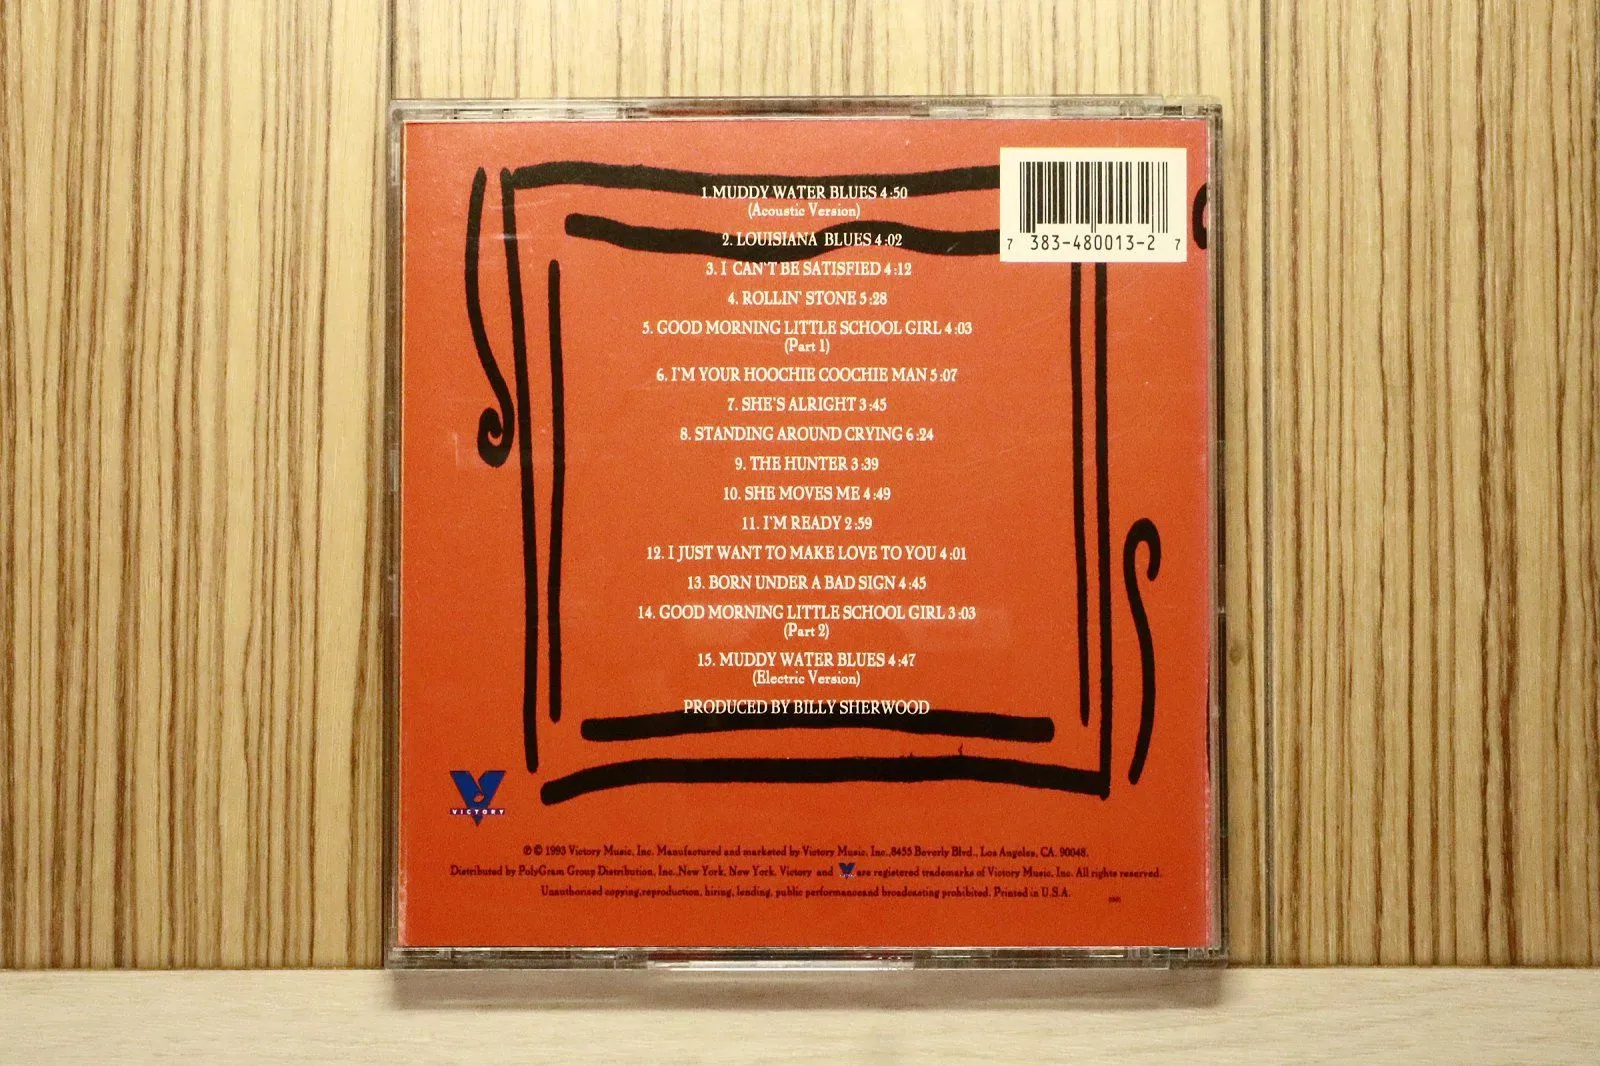 1. MUDDY WATER BLUES 4:50
(Acoustic Version)
2. LOUISIANA BLUES 4:02
3. I CAN'T BE SATISFIED 4:12
4. ROLLIN' STONE 5:28
5. GOOD MORNING LITTLE SCHOOL GIRL 4:03
(Part 1)
6. I'M YOUR HOOCHIE COOCHIE MAN 5:07
7. SHE'S ALRIGHT 3:45
8. STANDING AROUND CRYING 6:24
9. THE HUNTER 3:39
10. SHE MOVES ME 4:49
11. I'M READY 2:59
12. I JUST WANT TO MAKE LOVE TO YOU 4:01
13. BORN UNDER A BAD SIGN 4:45
14. GOOD MORNING LITTLE SCHOOL GIRL 3:03
(Part 2)
15. MUDDY WATER BLUES 4:47
(Electric Version)
PRODUCED BY BILLY SHERWOOD
7 383-480013-2 7
VICTORY
℗ © 1993 Victory Music, Inc. Manufactured and marketed by Victory Music, Inc.,8455 Beverly Blvd., Los Angeles, CA. 90048.
Distributed by PolyGram Group Distribution, Inc.,New York, New York. Victory and are registered trademarks of Victory Music, Inc. All rights reserved.
Unauthorised copying,reproduction, hiring, lending, public performanceand broadcasting prohibited. Printed in U.S.A.